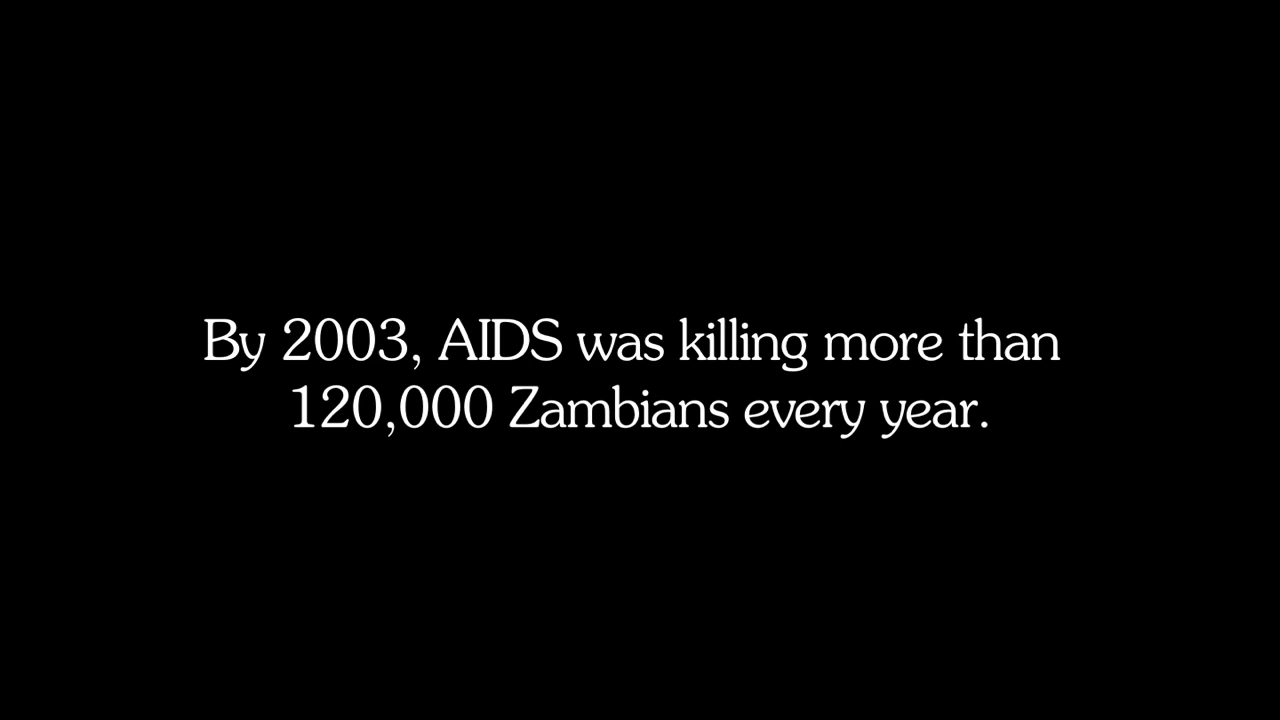 By 2003, AIDS was killing more than
120,000 Zambians every year.